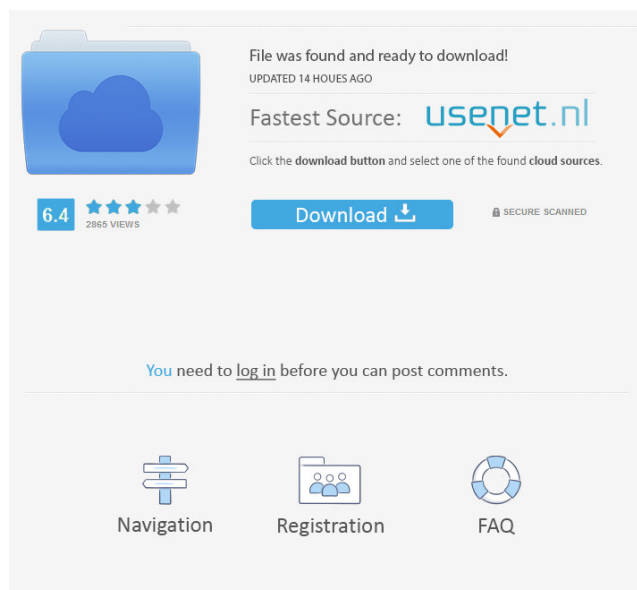 File was found and ready to download!
UPDATED 14 HOUES AGO
Fastest Source: usenet.nl
Click the download button and select one of the found cloud sources.
6.4
2865 VIEWS
Download
SECURE SCANNED
You need to log in before you can post comments.
Navigation
Registration
FAQ